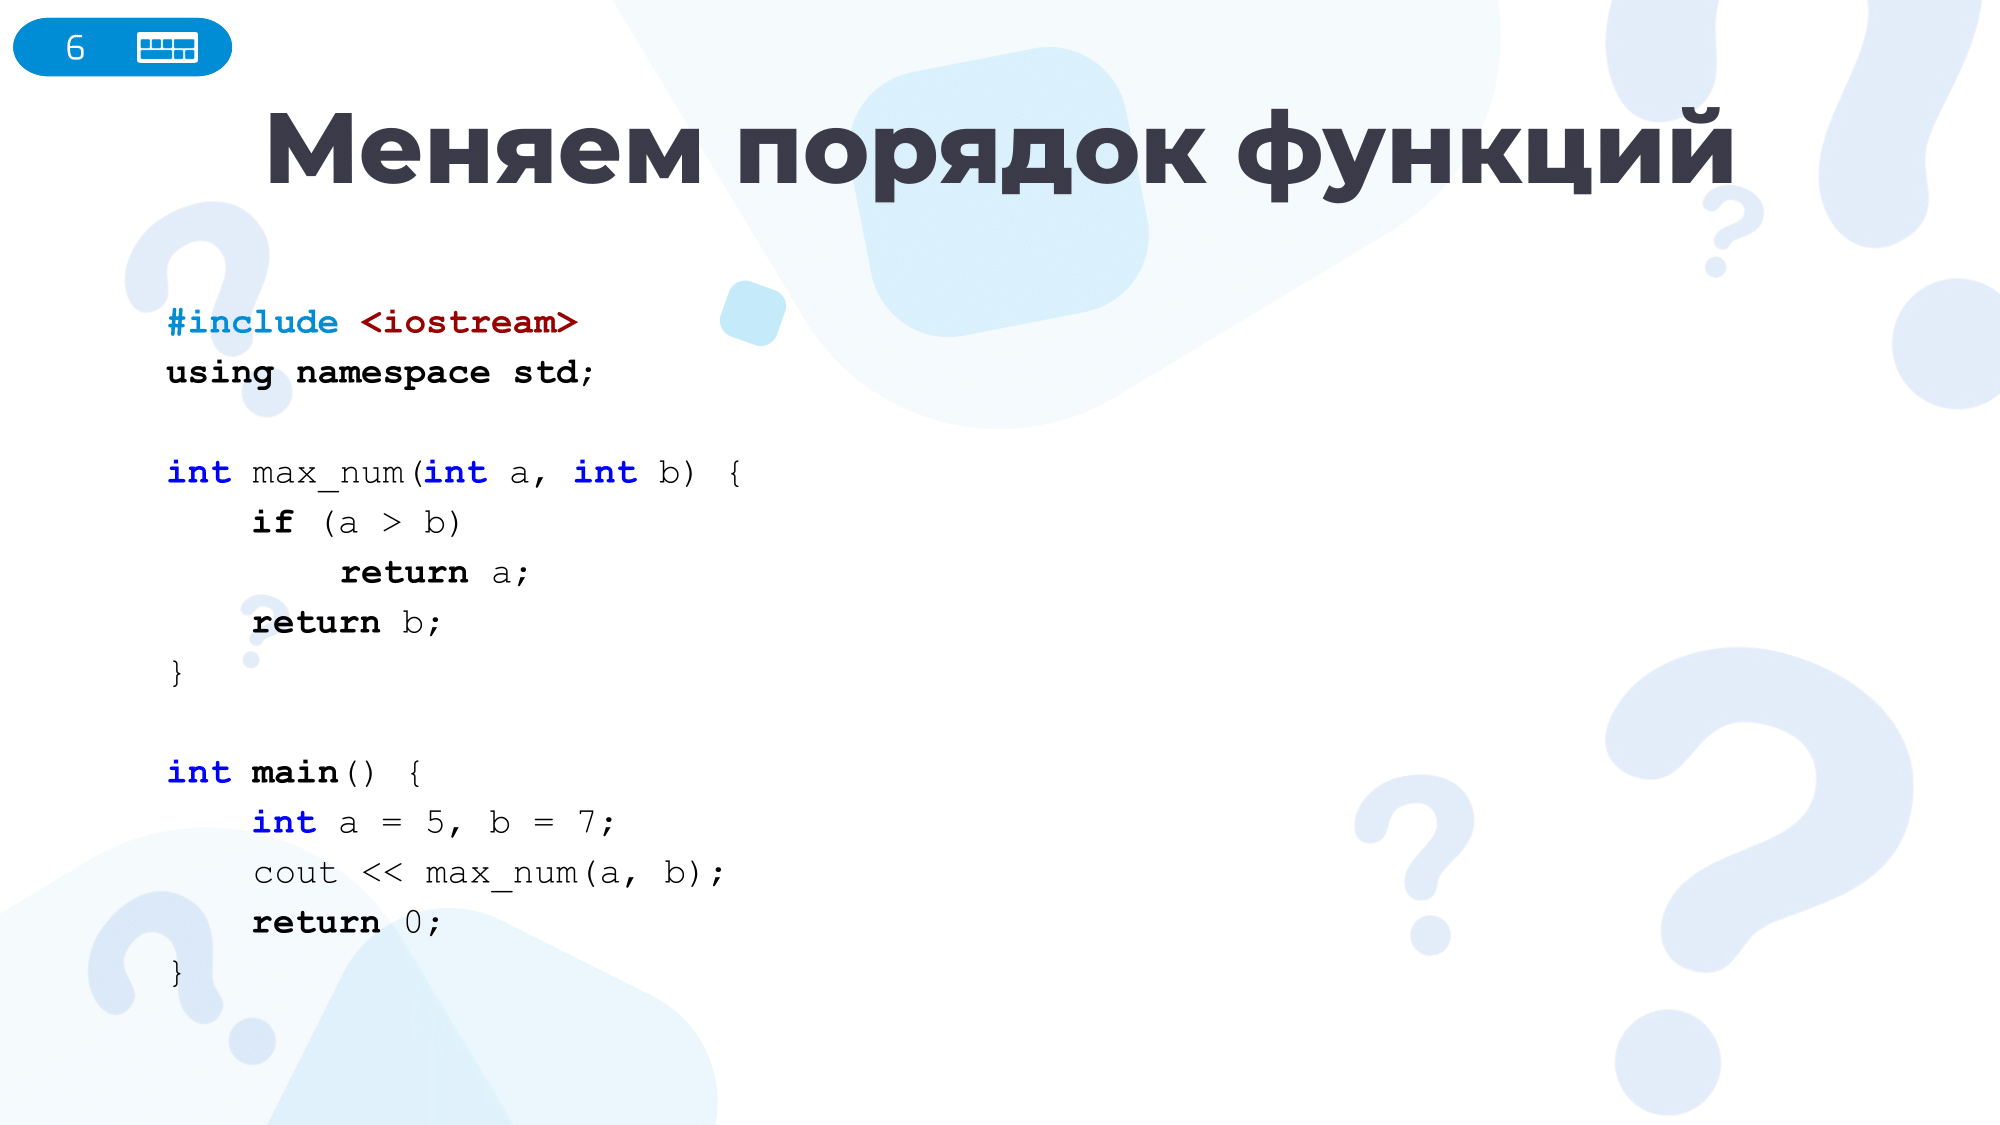 6
Меняем порядок функций
#include <iostream>
using namespace std;
int max_num(int a, int b) {
    if (a > b)
        return a;
    return b;
}
int main() {
    int a = 5, b = 7;
    cout << max_num(a, b);
    return 0;
}